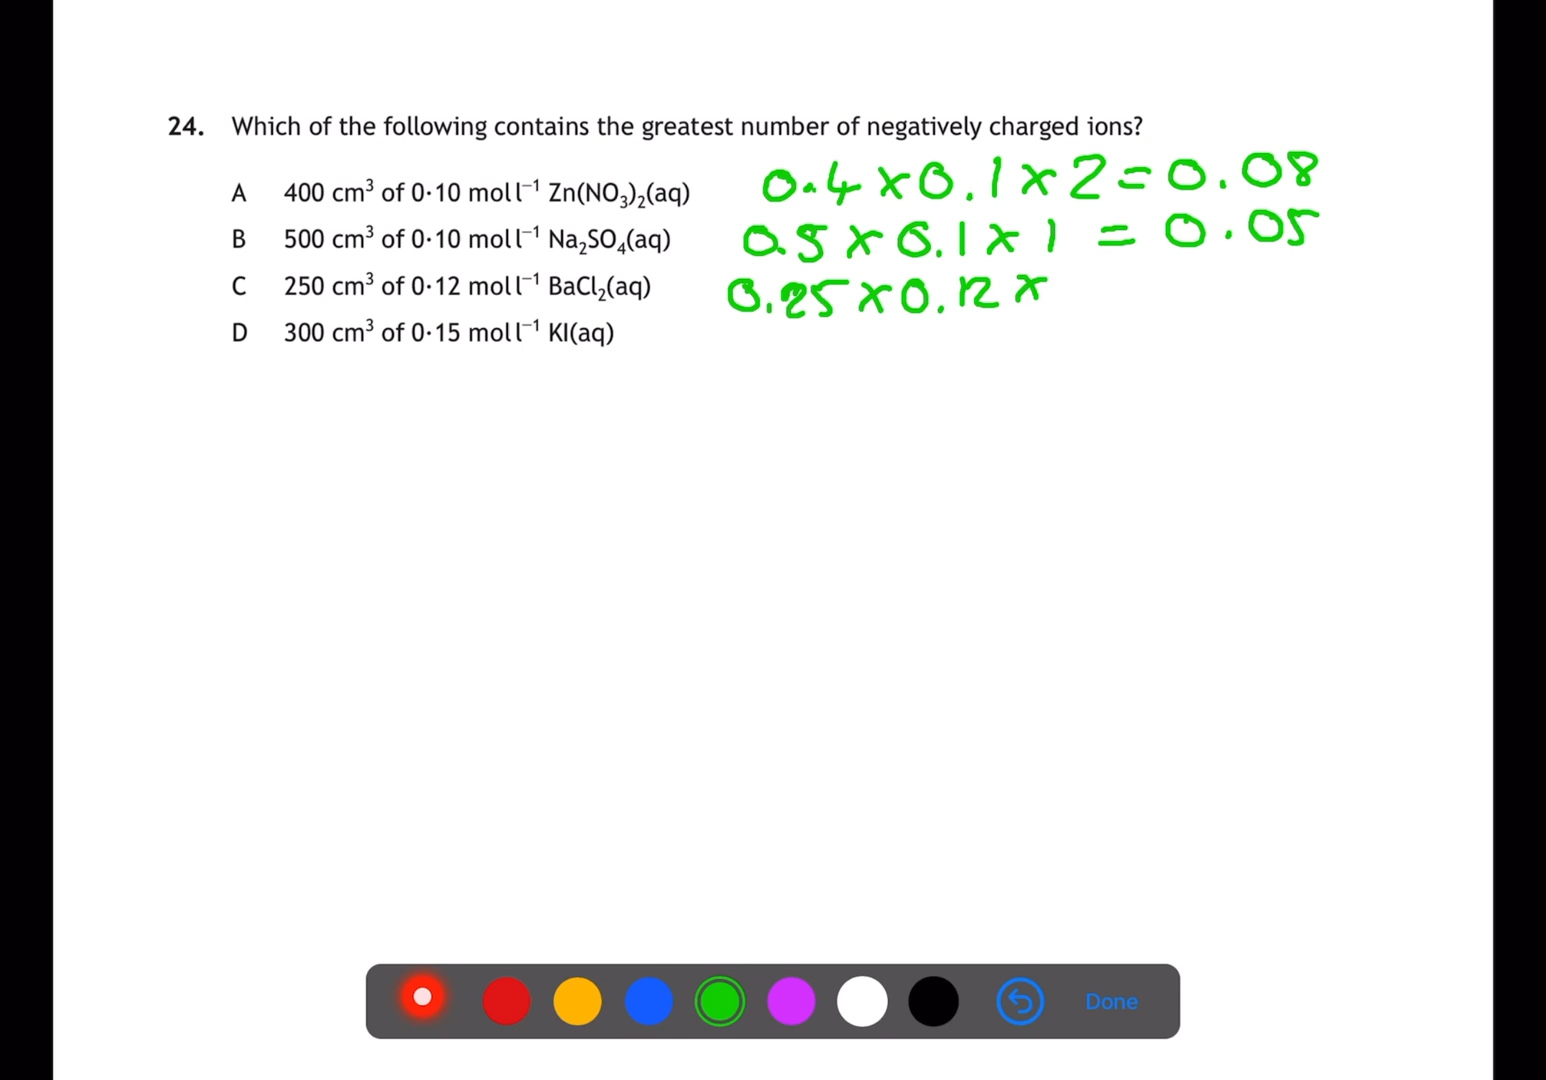 24. Which of the following contains the greatest number of negatively charged ions?
A 400 cm³ of 0·10 mol l⁻¹ Zn(NO₃)₂(aq) 0.4 × 0.1 × 2 = 0.08
B 500 cm³ of 0·10 mol l⁻¹ Na₂SO₄(aq) 0.5 × 0.1 × 1 = 0.05
C 250 cm³ of 0·12 mol l⁻¹ BaCl₂(aq) 0.25 × 0.12 ×
D 300 cm³ of 0·15 mol l⁻¹ KI(aq)
Done